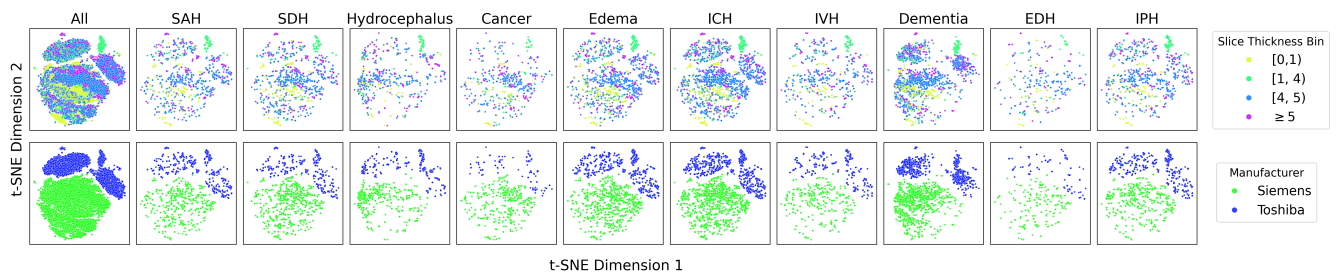 All SAH SDH Hydrocephalus Cancer Edema ICH IVH Dementia EDH IPH
t-SNE Dimension 2
Slice Thickness Bin
[0,1)
[1, 4)
[4, 5)
≥ 5
Manufacturer
Siemens
Toshiba
t-SNE Dimension 1